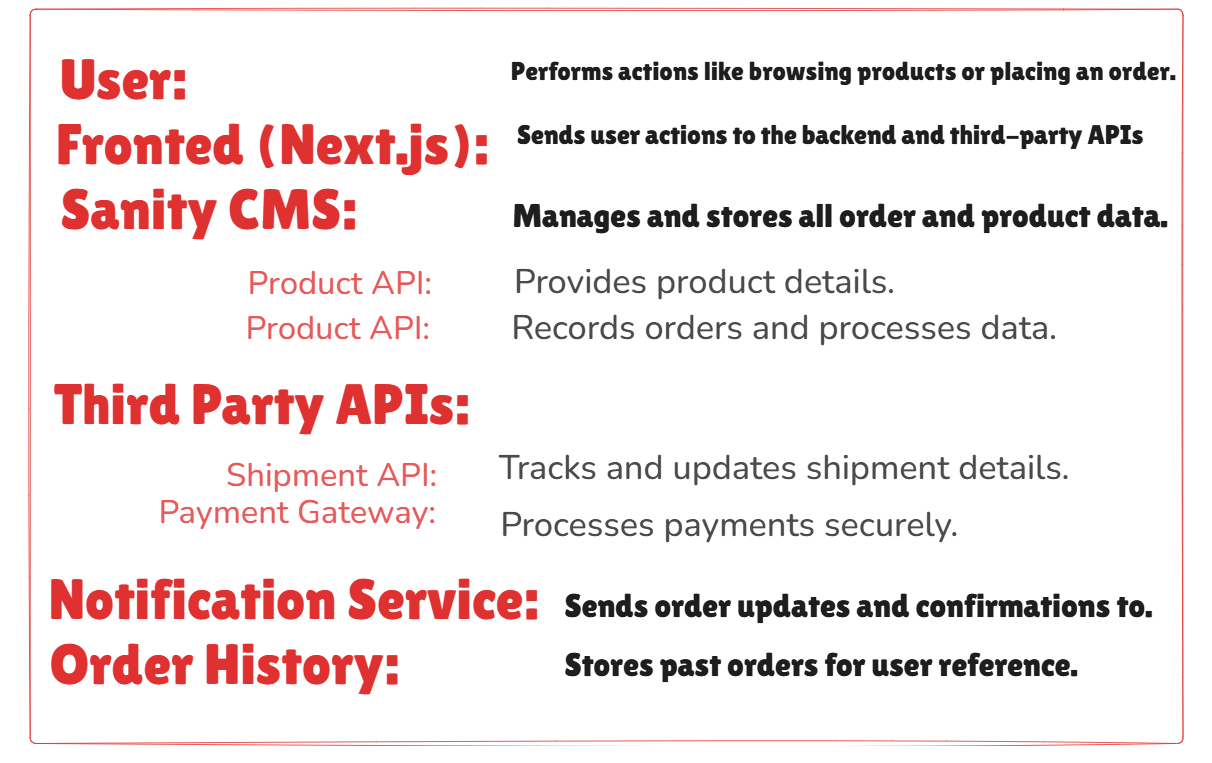 User: Performs actions like browsing products or placing an order.
Fronted (Next.js): Sends user actions to the backend and third-party APIs
Sanity CMS: Manages and stores all order and product data.
Product API: Provides product details.
Product API: Records orders and processes data.
Third Party APIs:
Shipment API: Tracks and updates shipment details.
Payment Gateway: Processes payments securely.
Notification Service: Sends order updates and confirmations to.
Order History: Stores past orders for user reference.